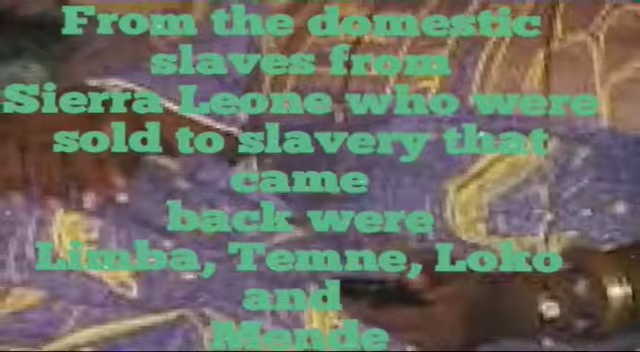 From the domestic
slaves from
Sierra Leone who were
sold to slavery that
came
back were
Limba, Temne, Loko
and
Mende